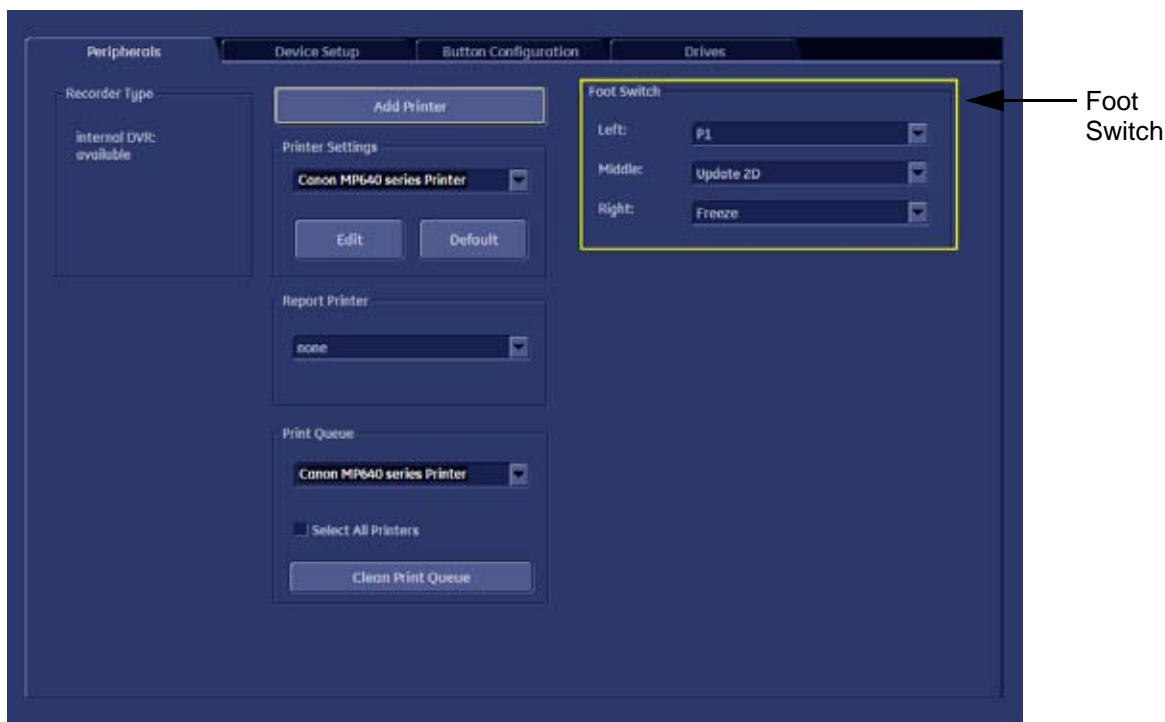 Peripherals
Device Setup
Button Configuration
Drives
Recorder Type
internal DVR:
available
Add Printer
Printer Settings
Canon MP640 series Printer
Edit
Default
Report Printer
none
Print Queue
Canon MP640 series Printer
Select All Printers
Clean Print Queue
Foot Switch
Left:
P1
Middle:
Update 2D
Right:
Freeze
Foot
Switch